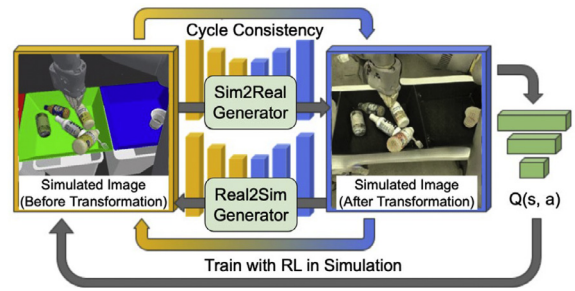 Cycle Consistency
Sim2Real
Generator
Real2Sim
Generator
Simulated Image
(Before Transformation)
Simulated Image
(After Transformation)
Q(s, a)
Train with RL in Simulation